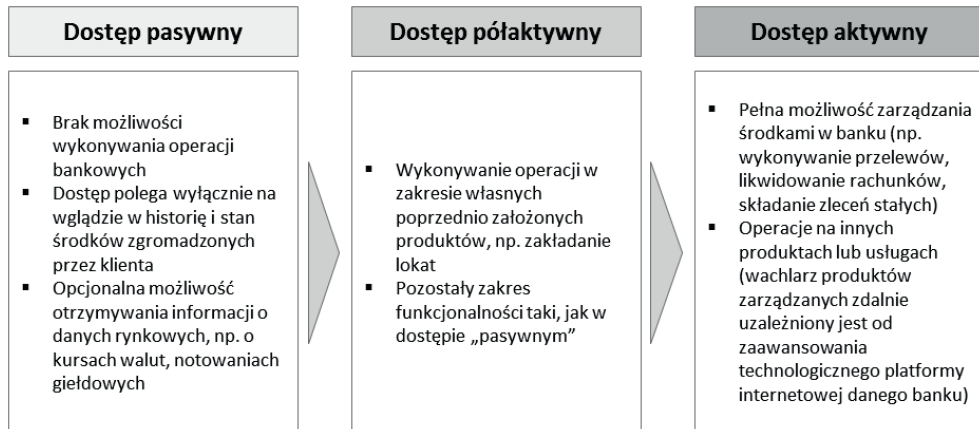 Dostęp pasywny
▪ Brak możliwości
wykonywania operacji
bankowych
▪ Dostęp polega wyłącznie na
wglądzie w historię i stan
środków zgromadzonych
przez klienta
▪ Opcjonalna możliwość
otrzymywania informacji o
danych rynkowych, np. o
kursach walut, notowaniach
giełdowych
Dostęp półaktywny
▪ Wykonywanie operacji w
zakresie własnych
poprzednio założonych
produktów, np. zakładanie
lokat
▪ Pozostały zakres
funkcjonalności taki, jak w
dostępie „pasywnym”
Dostęp aktywny
▪ Pełna możliwość zarządzania
środkami w banku (np.
wykonywanie przelewów,
likwidowanie rachunków,
składanie zleceń stałych)
▪ Operacje na innych
produktach lub usługach
(wachlarz produktów
zarządzanych zdalnie
uzależniony jest od
zaawansowania
technologicznego platformy
internetowej danego banku)